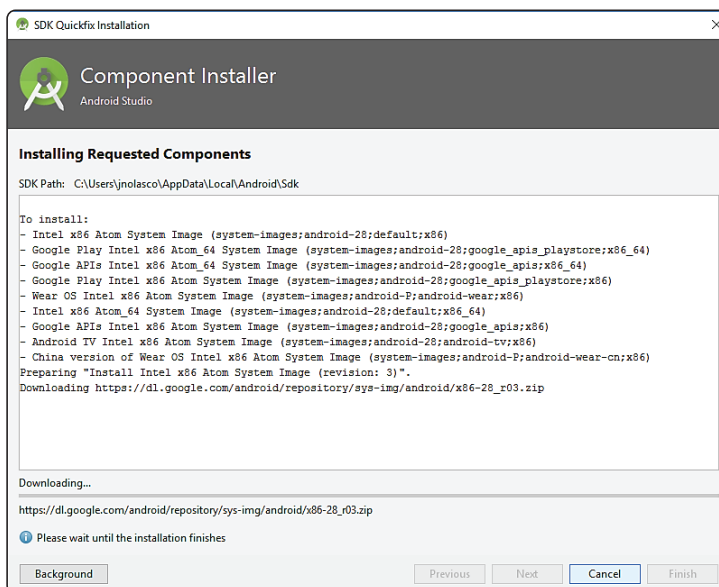 SDK Quickfix Installation
Component Installer
Android Studio
Installing Requested Components
SDK Path: C:\Users\jnolasco\AppData\Local\Android\Sdk
To install:
- Intel x86 Atom System Image (system-images;android-28;default;x86)
- Google Play Intel x86 Atom_64 System Image (system-images;android-28;google_apis_playstore;x86_64)
- Google APIs Intel x86 Atom_64 System Image (system-images;android-28;google_apis;x86_64)
- Google Play Intel x86 Atom System Image (system-images;android-28;google_apis_playstore;x86)
- Wear OS Intel x86 Atom System Image (system-images;android-P;android-wear;x86)
- Intel x86 Atom_64 System Image (system-images;android-28;default;x86_64)
- Google APIs Intel x86 Atom System Image (system-images;android-28;google_apis;x86)
- Android TV Intel x86 Atom System Image (system-images;android-28;android-tv;x86)
- China version of Wear OS Intel x86 Atom System Image (system-images;android-P;android-wear-cn;x86)
Preparing "Install Intel x86 Atom System Image (revision: 3)".
Downloading https://dl.google.com/android/repository/sys-img/android/x86-28_r03.zip
Downloading...
https://dl.google.com/android/repository/sys-img/android/x86-28_r03.zip
Please wait until the installation finishes
Background
Previous
Next
Cancel
Finish